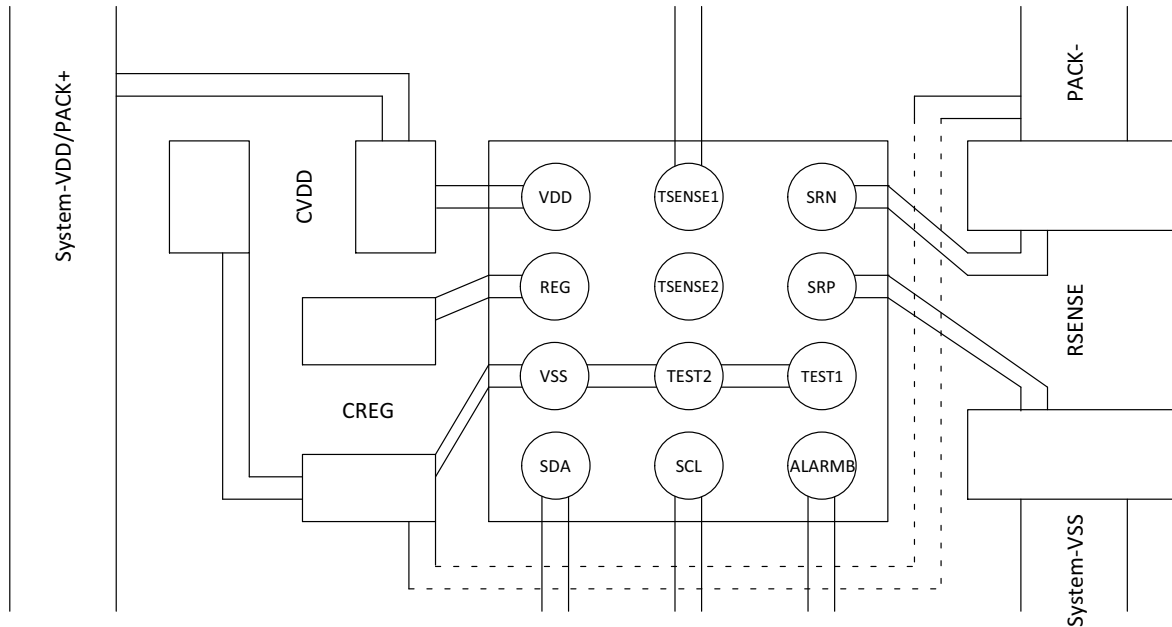 System-VDD/PACK+
CVDD
CREG
VDD
TSENSE1
SRN
REG
TSENSE2
SRP
VSS
TEST2
TEST1
SDA
SCL
ALARMB
PACK-
RSENSE
System-VSS